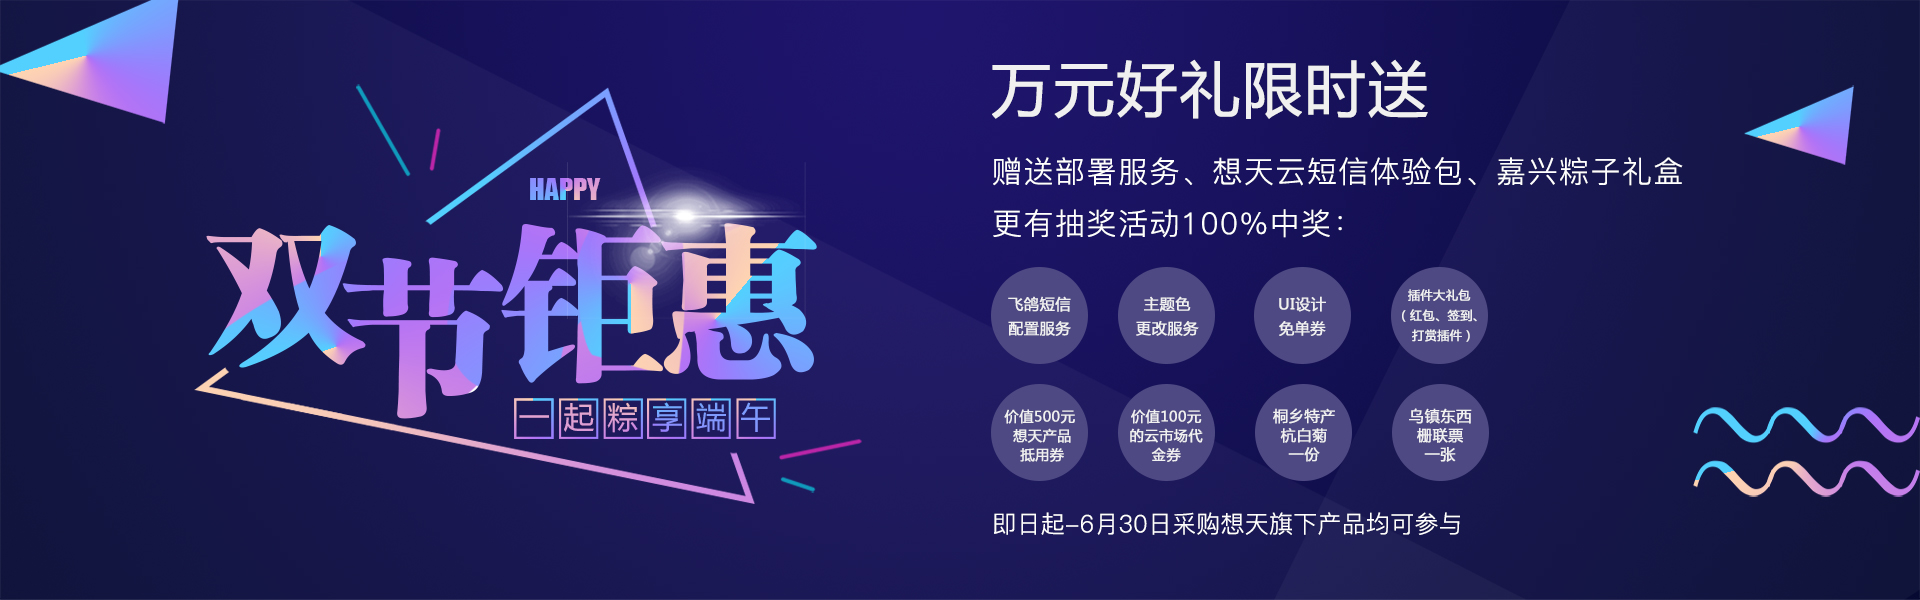 HAPPY
双节钜惠
一起粽享端午
万元好礼限时送
赠送部署服务、想天云短信体验包、嘉兴粽子礼盒
更有抽奖活动100%中奖：
飞鸽短信
配置服务
主题色
更改服务
UI设计
免单券
插件大礼包
（红包、签到、
打赏插件）
价值500元
想天产品
抵用券
价值100元
的云市场代
金券
桐乡特产
杭白菊
一份
乌镇东西
栅联票
一张
即日起-6月30日采购想天旗下产品均可参与